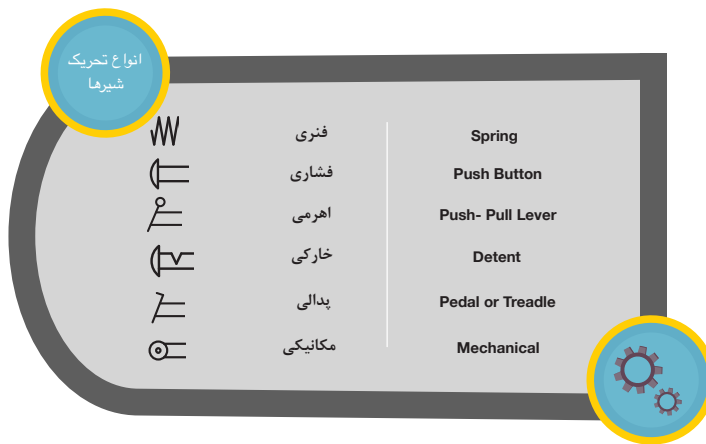 انواع تحریک
شیرها
فنری Spring
فشاری Push Button
اهرمی Push- Pull Lever
خارکی Detent
پدالی Pedal or Treadle
مکانیکی Mechanical